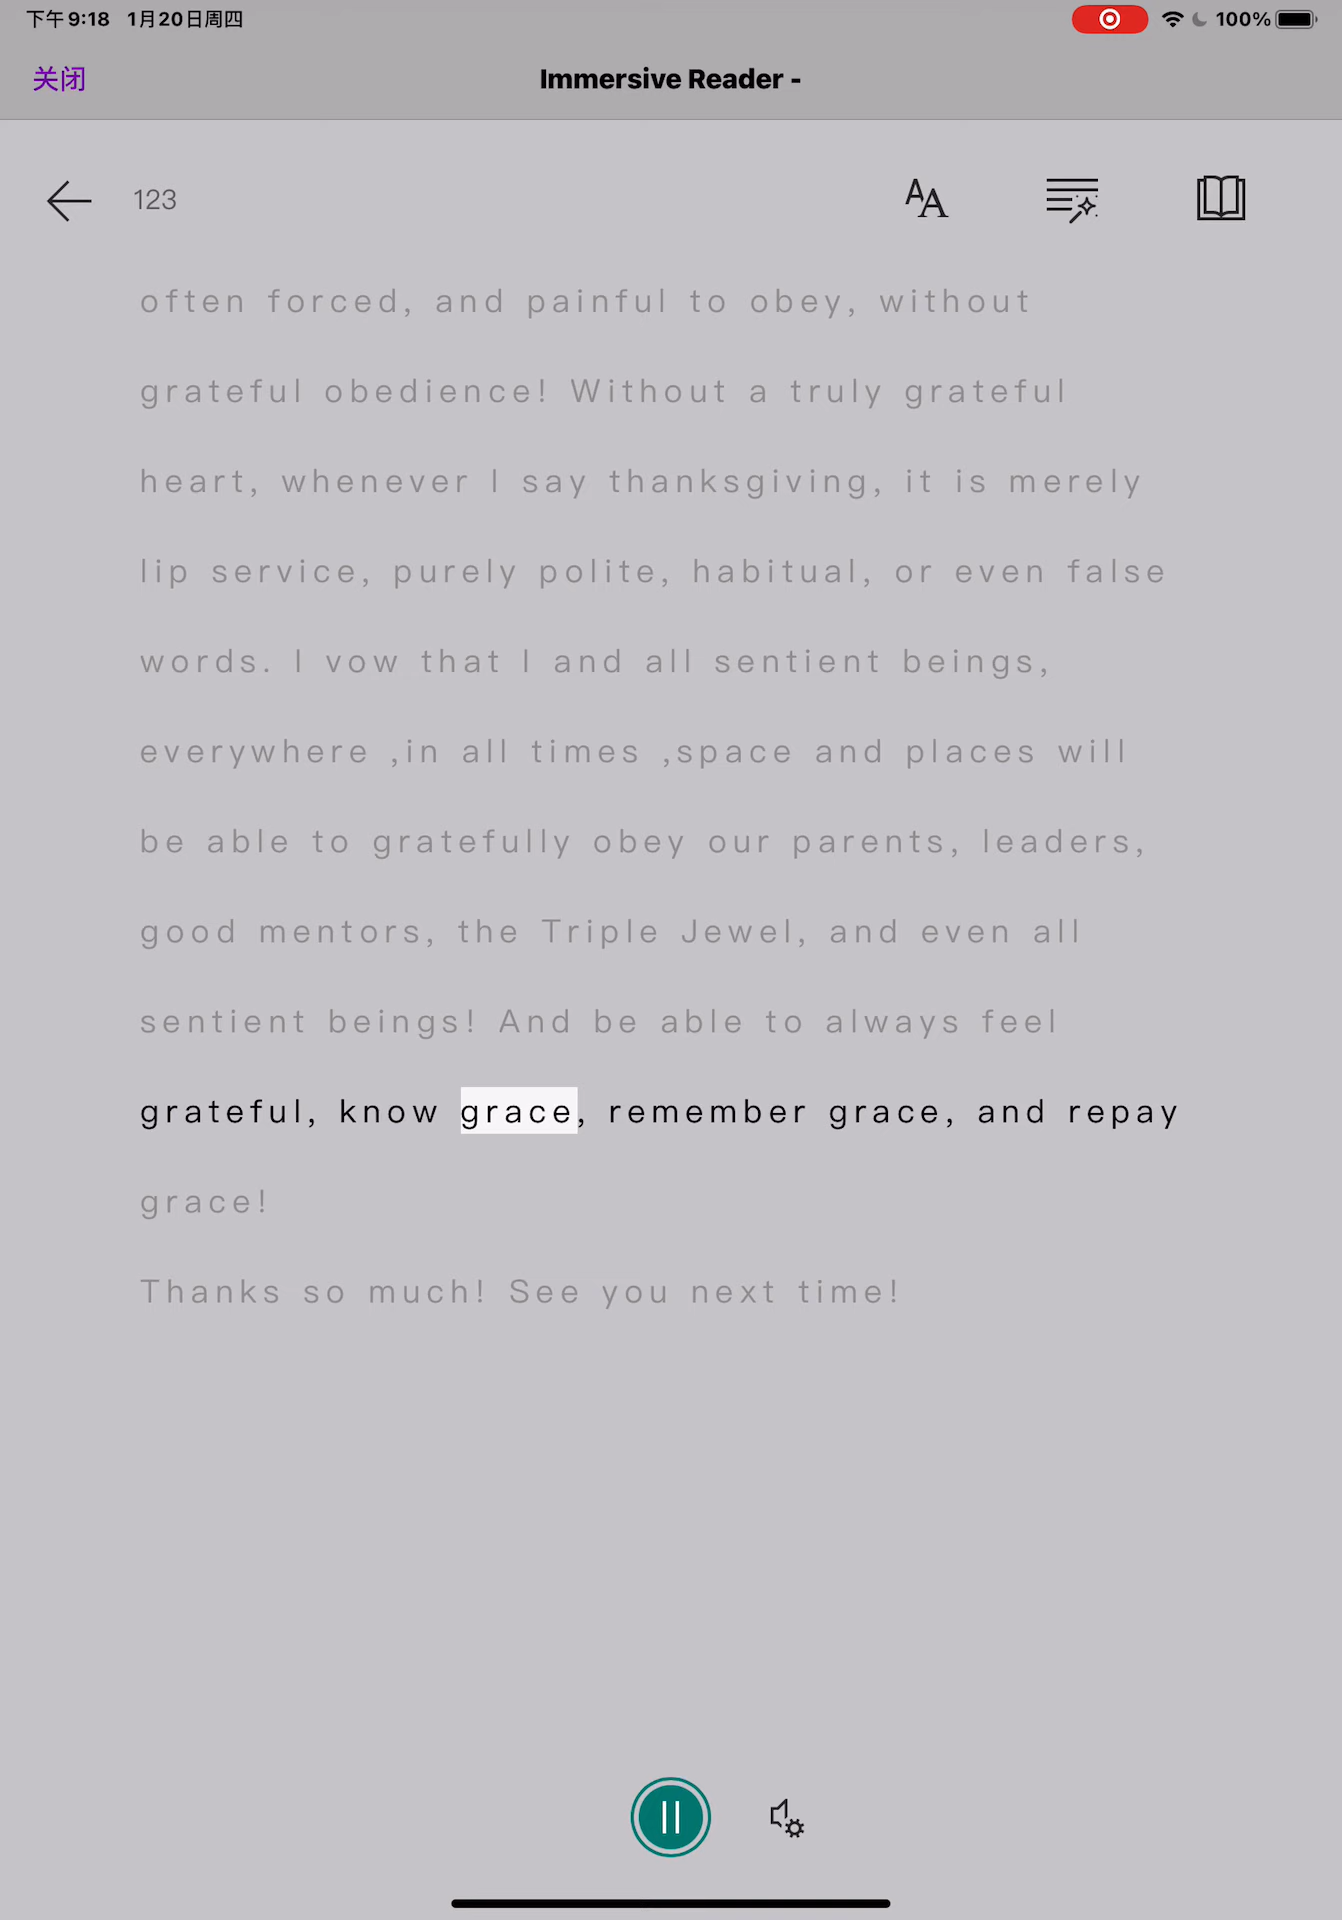 下午9:18 1月20日周四 100%
关闭 Immersive Reader -
123
often forced, and painful to obey, without
grateful obedience! Without a truly grateful
heart, whenever I say thanksgiving, it is merely
lip service, purely polite, habitual, or even false
words. I vow that I and all sentient beings,
everywhere ,in all times ,space and places will
be able to gratefully obey our parents, leaders,
good mentors, the Triple Jewel, and even all
sentient beings! And be able to always feel
grateful, know grace, remember grace, and repay
grace!
Thanks so much! See you next time!